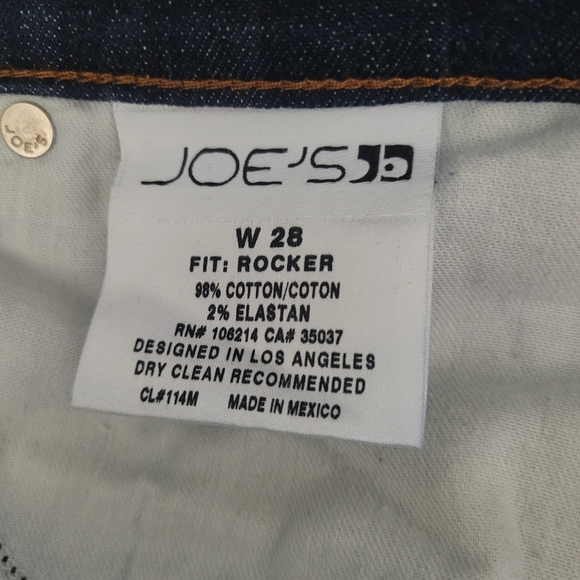 JOE'S
JOE'S
W 28
FIT: ROCKER
98% COTTON/COTON
2% ELASTAN
RN# 106214 CA# 35037
DESIGNED IN LOS ANGELES
DRY CLEAN RECOMMENDED
CL#114M MADE IN MEXICO